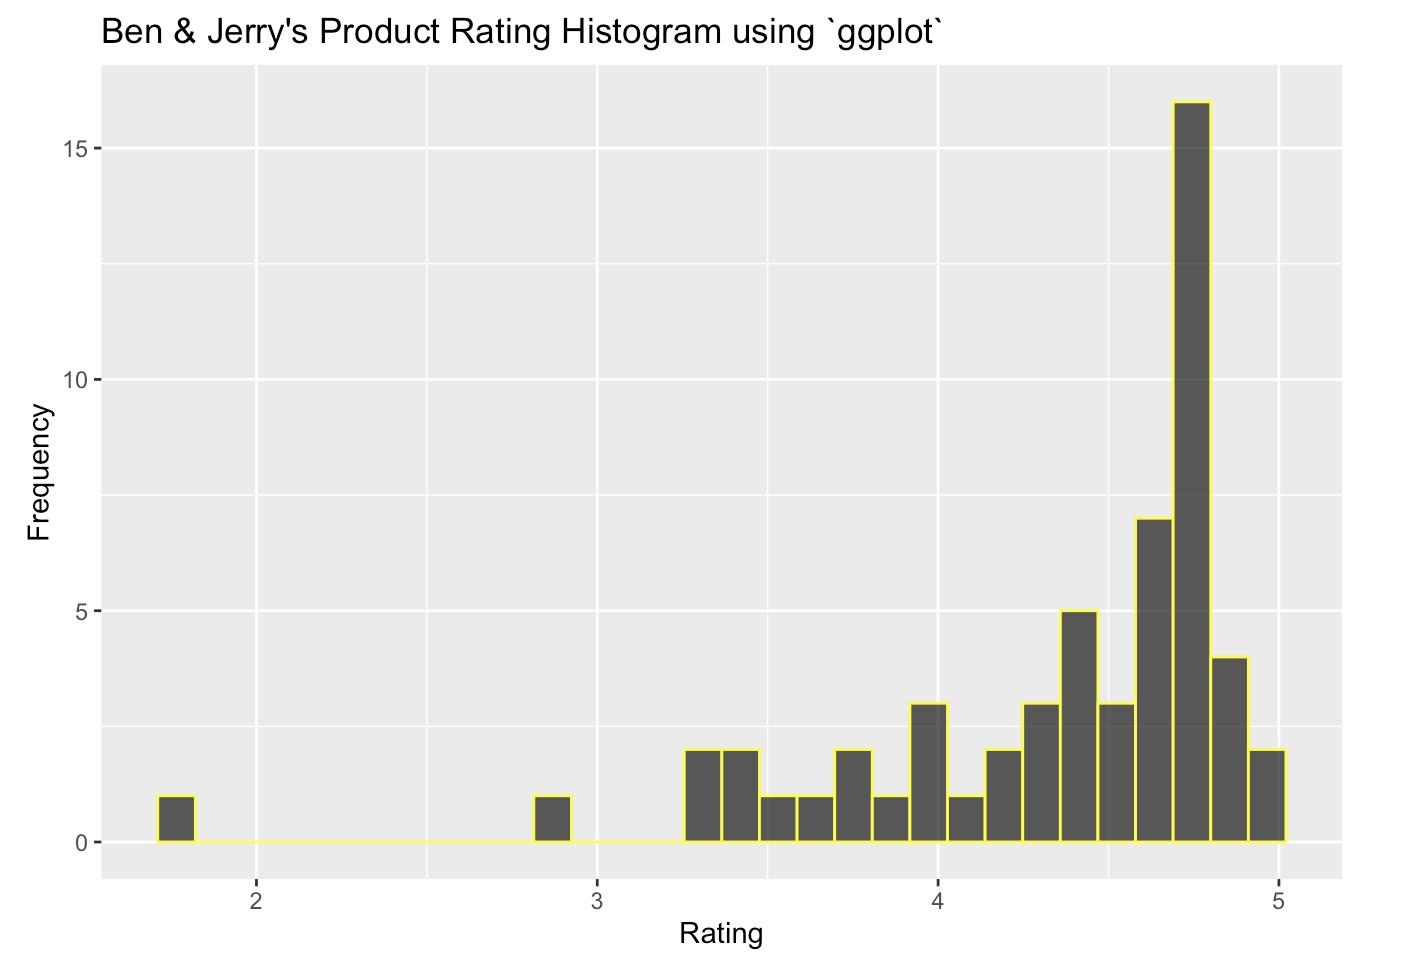 Ben & Jerry's Product Rating Histogram using `ggplot`
15
10
5
0
Frequency
2 3 4 5
Rating